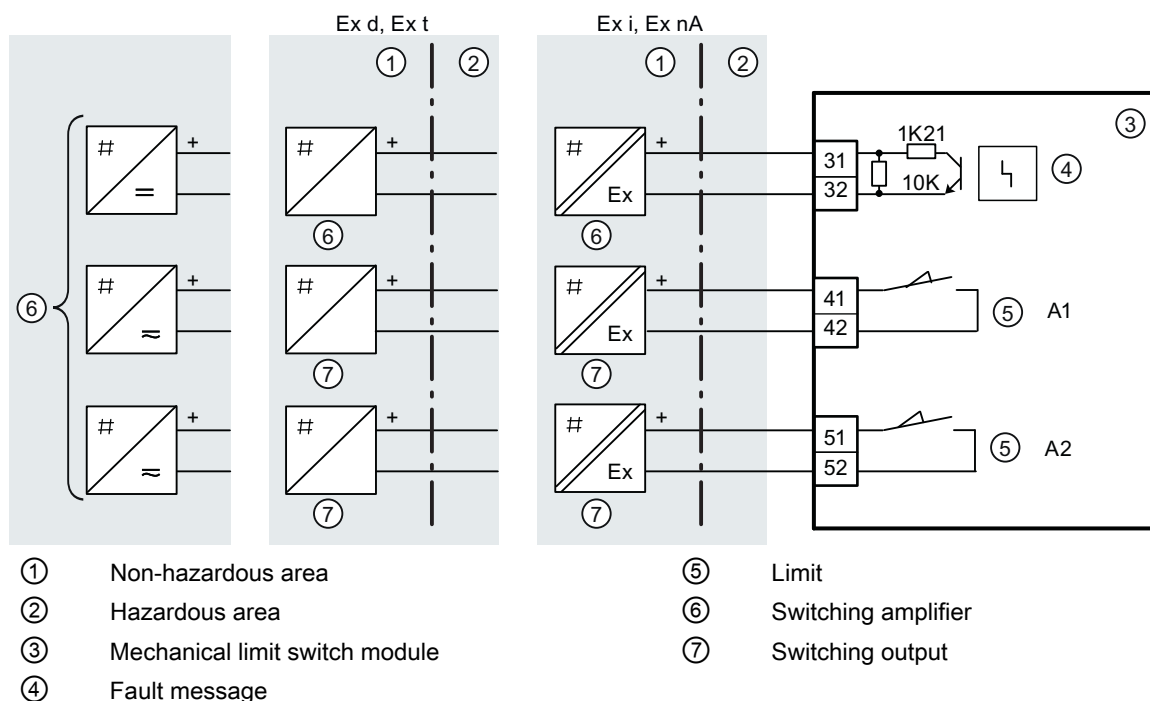 Ex d, Ex t
Ex i, Ex nA
① ② ① ②
③
# = +
# +
# Ex +
31
32
1K21
10K
④
⑥ ⑥
⑥
# ≂ +
# +
# Ex +
41
42
⑤ A1
⑦ ⑦
# ≂ +
# +
# Ex +
51
52
⑤ A2
⑦ ⑦
① Non-hazardous area
② Hazardous area
③ Mechanical limit switch module
④ Fault message
⑤ Limit
⑥ Switching amplifier
⑦ Switching output